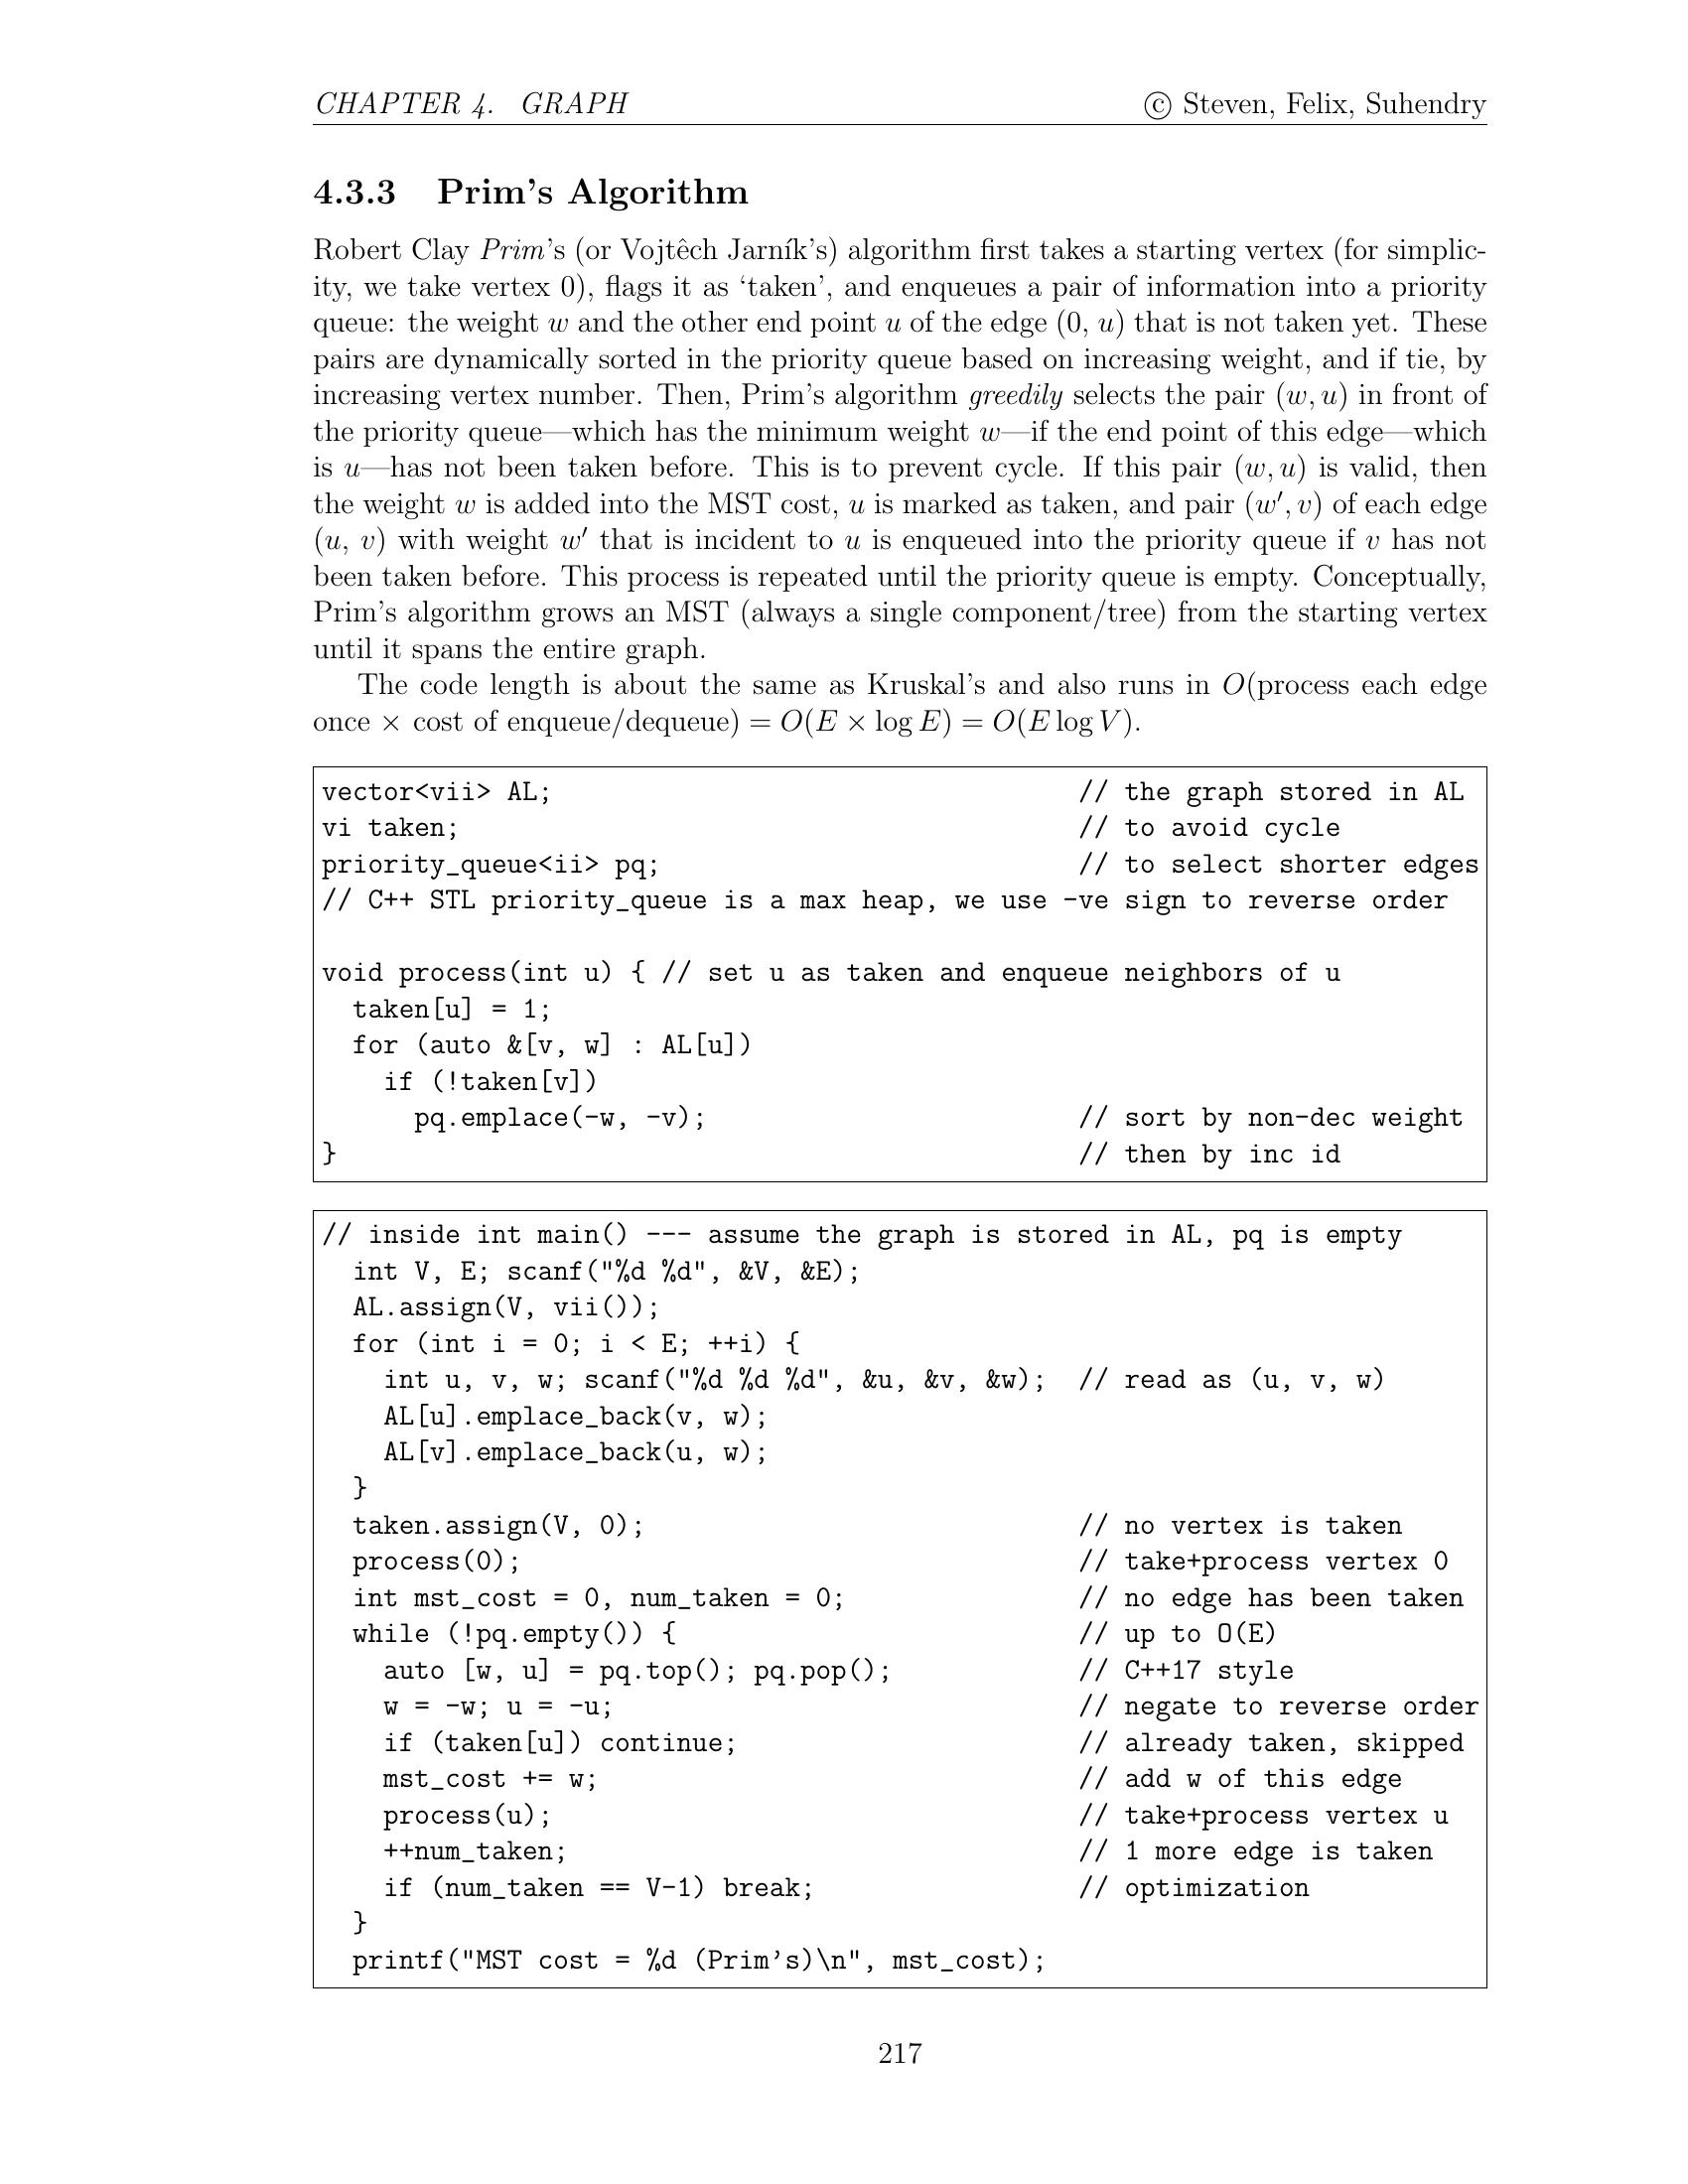 CHAPTER 4. GRAPH © Steven, Felix, Suhendry
4.3.3 Prim's Algorithm
Robert Clay Prim's (or Vojtêch Jarník's) algorithm first takes a starting vertex (for simplic-
ity, we take vertex 0), flags it as ‘taken’, and enqueues a pair of information into a priority
queue: the weight w and the other end point u of the edge (0, u) that is not taken yet. These
pairs are dynamically sorted in the priority queue based on increasing weight, and if tie, by
increasing vertex number. Then, Prim's algorithm greedily selects the pair (w, u) in front of
the priority queue—which has the minimum weight w—if the end point of this edge—which
is u—has not been taken before. This is to prevent cycle. If this pair (w, u) is valid, then
the weight w is added into the MST cost, u is marked as taken, and pair (w′, v) of each edge
(u, v) with weight w′ that is incident to u is enqueued into the priority queue if v has not
been taken before. This process is repeated until the priority queue is empty. Conceptually,
Prim's algorithm grows an MST (always a single component/tree) from the starting vertex
until it spans the entire graph.
The code length is about the same as Kruskal's and also runs in O(process each edge
once × cost of enqueue/dequeue) = O(E × log E) = O(E log V).
vector<vii> AL; // the graph stored in AL
vi taken; // to avoid cycle
priority_queue<ii> pq; // to select shorter edges
// C++ STL priority_queue is a max heap, we use -ve sign to reverse order
void process(int u) { // set u as taken and enqueue neighbors of u
taken[u] = 1;
for (auto &[v, w] : AL[u])
if (!taken[v])
pq.emplace(-w, -v); // sort by non-dec weight
} // then by inc id
// inside int main() --- assume the graph is stored in AL, pq is empty
int V, E; scanf("%d %d", &V, &E);
AL.assign(V, vii());
for (int i = 0; i < E; ++i) {
int u, v, w; scanf("%d %d %d", &u, &v, &w); // read as (u, v, w)
AL[u].emplace_back(v, w);
AL[v].emplace_back(u, w);
}
taken.assign(V, 0); // no vertex is taken
process(0); // take+process vertex 0
int mst_cost = 0, num_taken = 0; // no edge has been taken
while (!pq.empty()) { // up to O(E)
auto [w, u] = pq.top(); pq.pop(); // C++17 style
w = -w; u = -u; // negate to reverse order
if (taken[u]) continue; // already taken, skipped
mst_cost += w; // add w of this edge
process(u); // take+process vertex u
++num_taken; // 1 more edge is taken
if (num_taken == V-1) break; // optimization
}
printf("MST cost = %d (Prim's)\n", mst_cost);
217